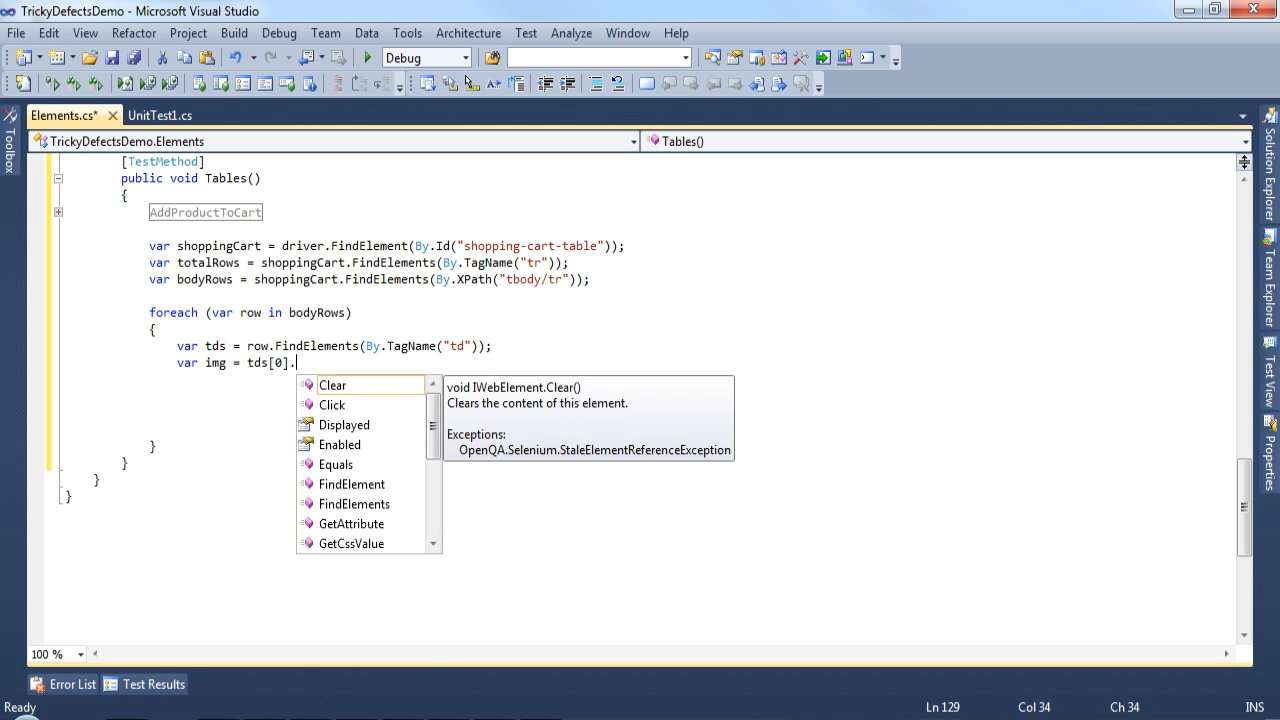 TrickyDefectsDemo - Microsoft Visual Studio
File Edit View Refactor Project Build Debug Team Data Tools Architecture Test Analyze Window Help
Debug
Elements.cs* UnitTest1.cs
TrickyDefectsDemo.Elements Tables()
[TestMethod]
public void Tables()
{
AddProductToCart
var shoppingCart = driver.FindElement(By.Id("shopping-cart-table"));
var totalRows = shoppingCart.FindElements(By.TagName("tr"));
var bodyRows = shoppingCart.FindElements(By.XPath("tbody/tr"));
foreach (var row in bodyRows)
{
var tds = row.FindElements(By.TagName("td"));
var img = tds[0].
Clear
Click
Displayed
Enabled
Equals
FindElement
FindElements
GetAttribute
GetCssValue
void IWebElement.Clear()
Clears the content of this element.
Exceptions:
OpenQA.Selenium.StaleElementReferenceException
}
}
}
}
Toolbox
Solution Explorer
Team Explorer
Test View
Properties
100 %
Error List Test Results
Ready Ln 129 Col 34 Ch 34 INS